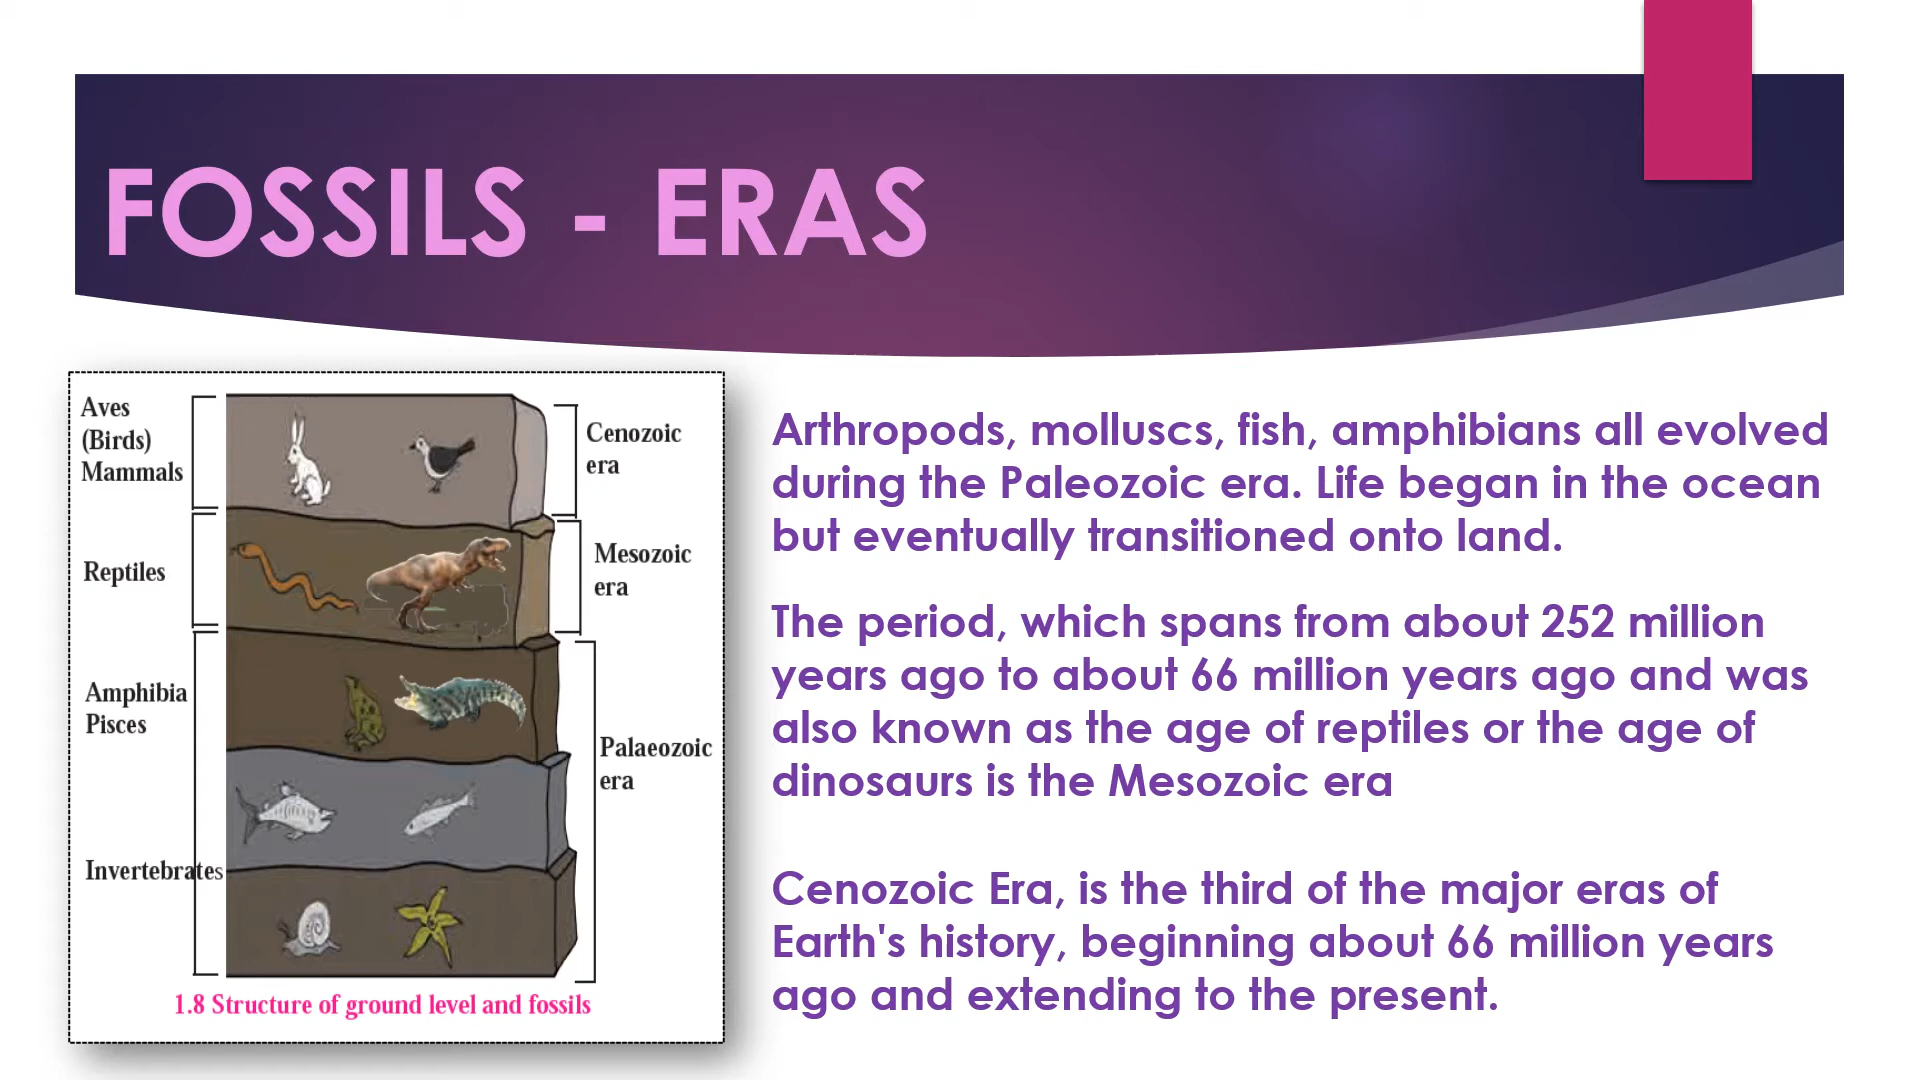 FOSSILS - ERAS
Aves
(Birds)
Mammals
Cenozoic
era
Reptiles
Mesozoic
era
Amphibia
Pisces
Palaeozoic
era
Invertebrates
1.8 Structure of ground level and fossils
Arthropods, molluscs, fish, amphibians all evolved
during the Paleozoic era. Life began in the ocean
but eventually transitioned onto land.
The period, which spans from about 252 million
years ago to about 66 million years ago and was
also known as the age of reptiles or the age of
dinosaurs is the Mesozoic era
Cenozoic Era, is the third of the major eras of
Earth's history, beginning about 66 million years
ago and extending to the present.